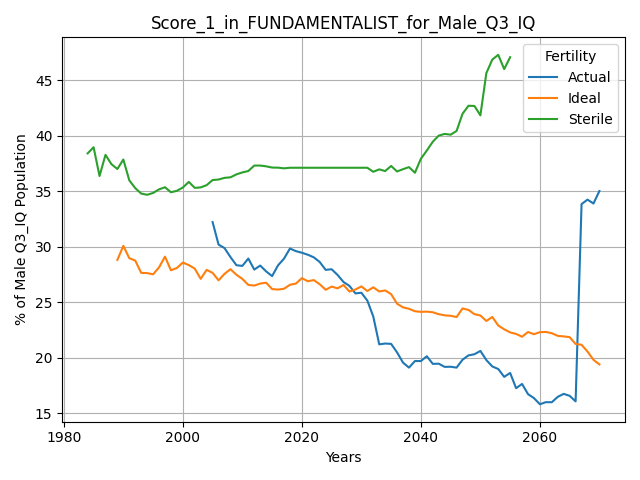 Score_1_in_FUNDAMENTALIST_for_Male_Q3_IQ
% of Male Q3_IQ Population
45
40
35
30
25
20
15
Fertility
Actual
Ideal
Sterile
1980
2000
2020
2040
2060
Years